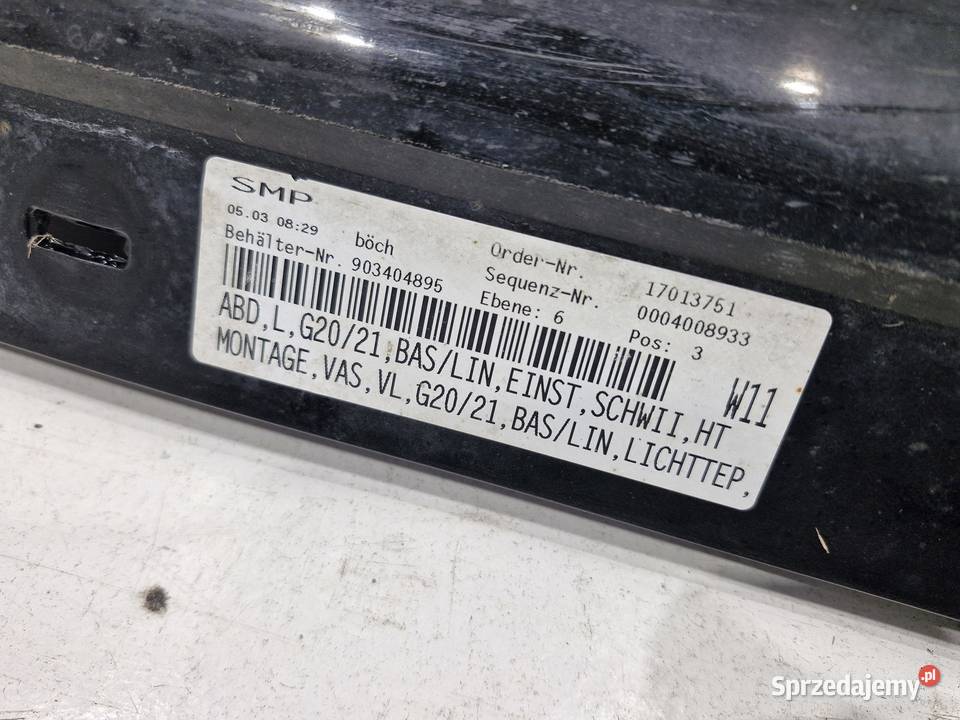 SMP
05.03 08:29 böch Order-Nr. 17013751
Behälter-Nr. 903404895 Sequenz-Nr. 0004008933
Ebene: 6 Pos: 3
W11
ABD,L,G20/21,BAS/LIN,EINST,SCHWII,HT
MONTAGE,VAS,VL,G20/21,BAS/LIN,LICHTTEP,
Sprzedajemy.pl